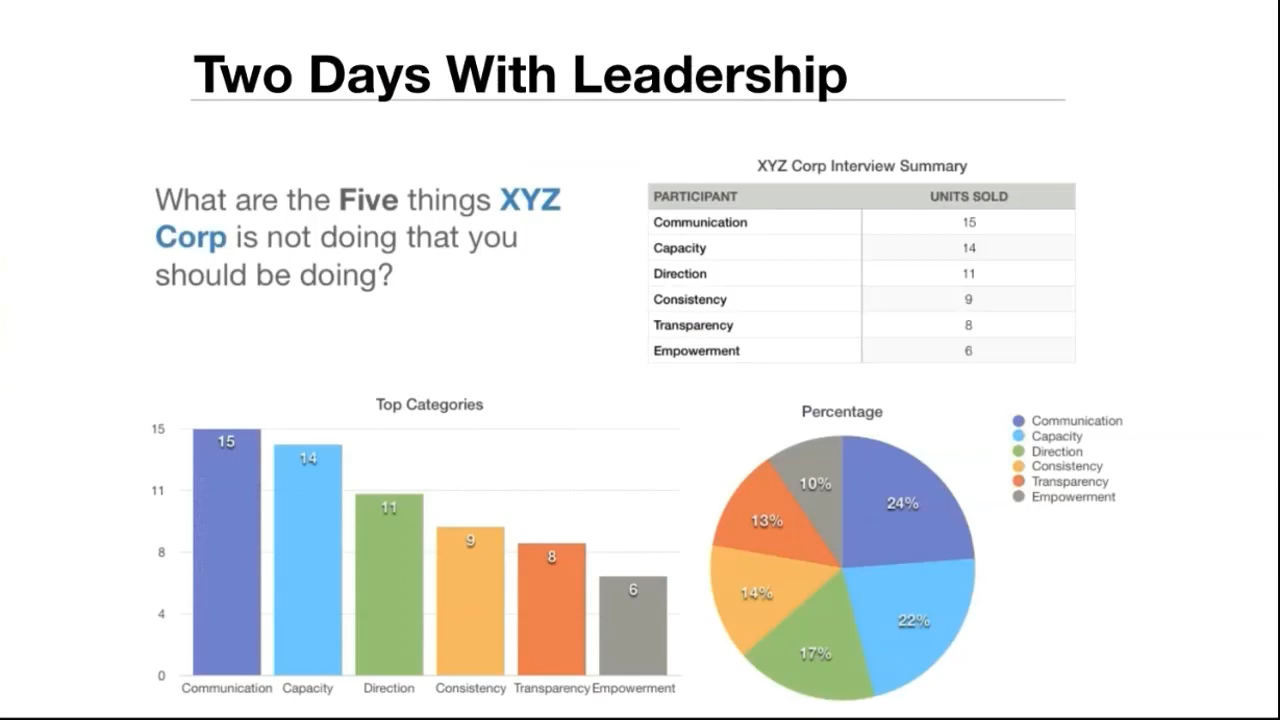 Two Days With Leadership
What are the Five things XYZ
Corp is not doing that you
should be doing?
XYZ Corp Interview Summary
PARTICIPANT UNITS SOLD
Communication 15
Capacity 14
Direction 11
Consistency 9
Transparency 8
Empowerment 6
Top Categories
15
11
8
4
0
15
14
11
9
8
6
Communication Capacity Direction Consistency Transparency Empowerment
Percentage
24%
22%
17%
14%
13%
10%
Communication
Capacity
Direction
Consistency
Transparency
Empowerment